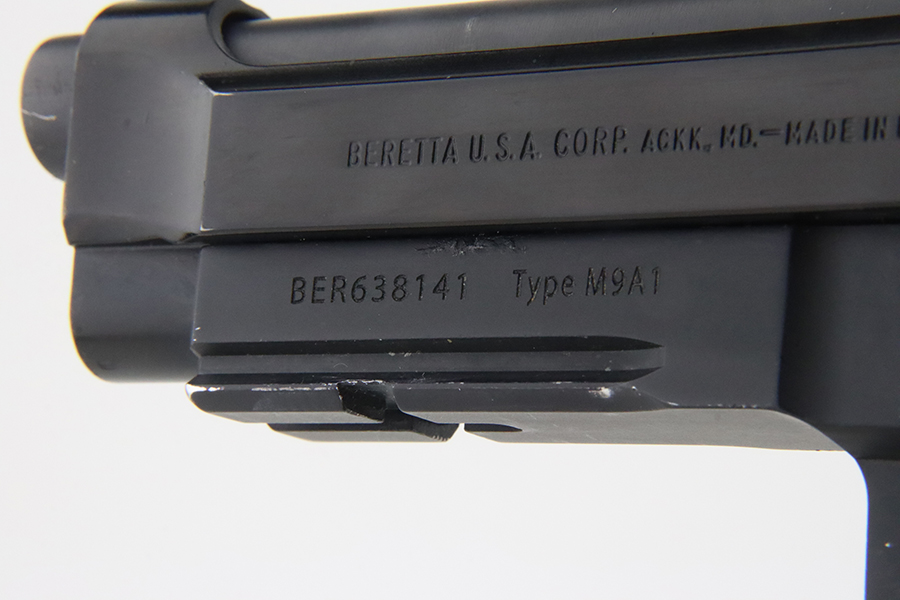 BERETTA U.S.A. CORP. ACKK, MD.-MADE IN
BER638141 Type M9A1